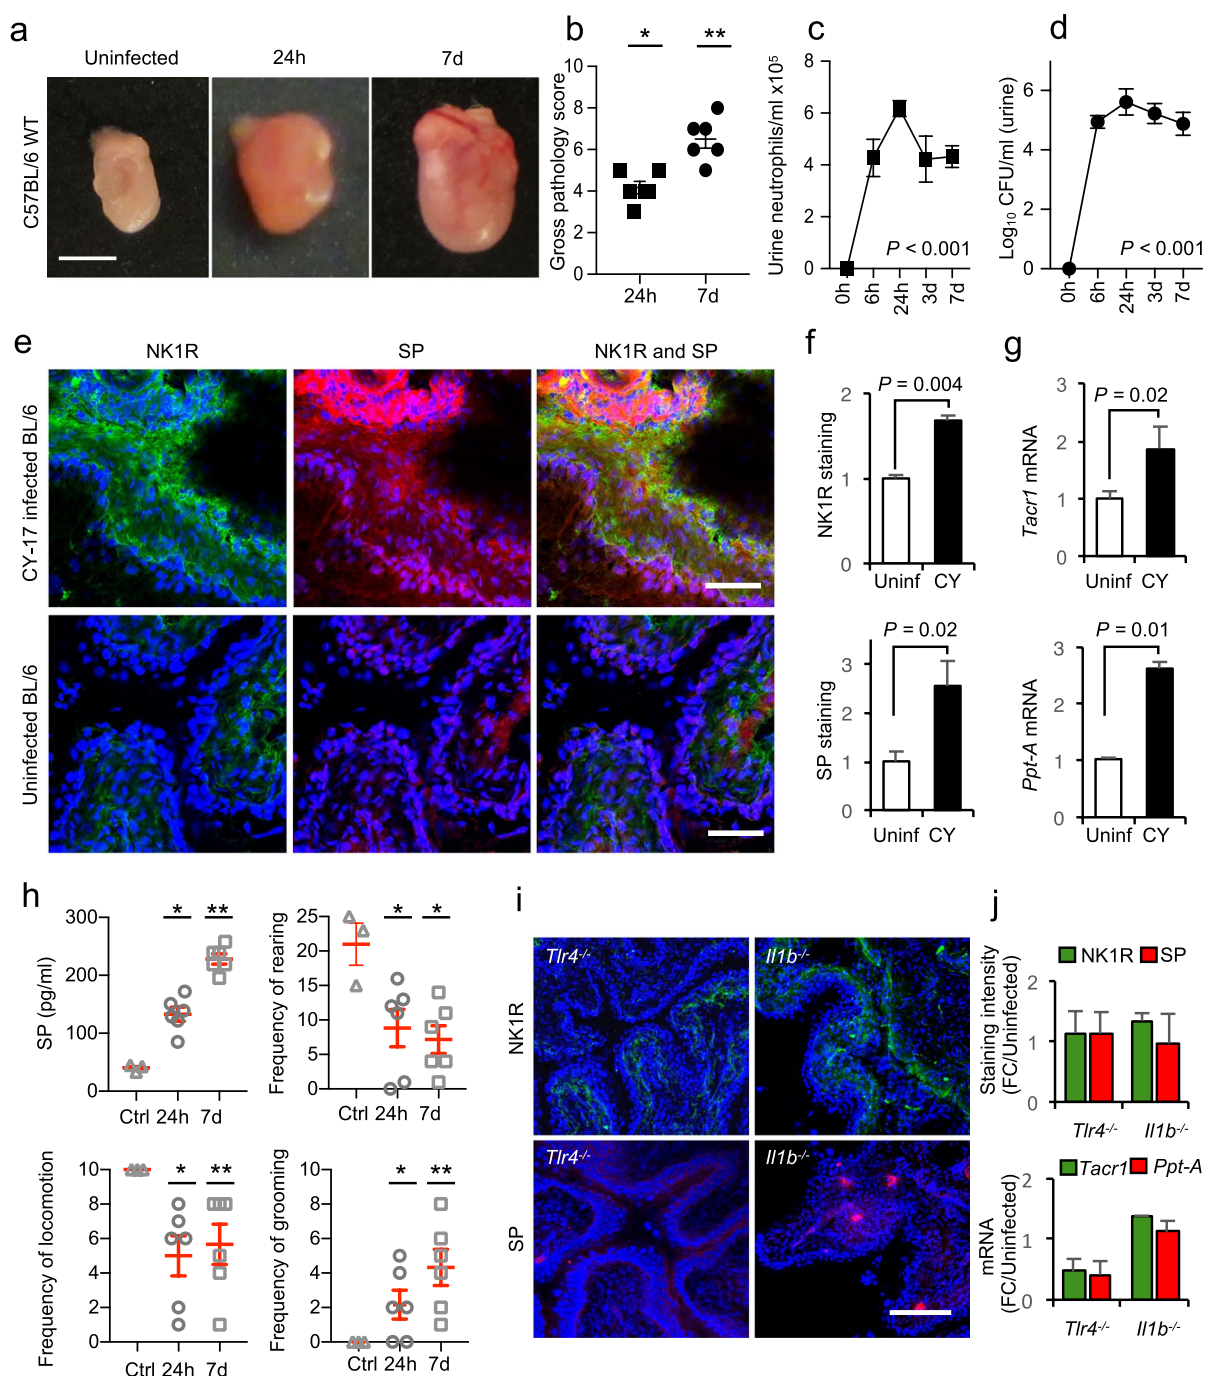 a
Uninfected 24h 7d
C57BL/6 WT
b
* **
Gross pathology score
10
8
6
4
2
0
24h 7d
c
Urine neutrophils/ml x10⁵
8
6
4
2
0
P < 0.001
0h 6h 24h 3d 7d
d
Log₁₀ CFU/ml (urine)
6
4
2
0
P < 0.001
0h 6h 24h 3d 7d
e
NK1R SP NK1R and SP
CY-17 infected BL/6
Uninfected BL/6
f
P = 0.004
NK1R staining
2
1
0
Uninf CY
P = 0.02
SP staining
3
2
1
0
Uninf CY
g
P = 0.02
Tacr1 mRNA
3
2
1
0
Uninf CY
P = 0.01
Ppt-A mRNA
3
2
1
0
Uninf CY
h
* **
SP (pg/ml)
300
200
100
0
Ctrl 24h 7d
* *
Frequency of rearing
25
20
15
10
5
0
Ctrl 24h 7d
* **
Frequency of locomotion
10
8
6
4
2
0
Ctrl 24h 7d
* **
Frequency of grooming
10
8
6
4
2
0
Ctrl 24h 7d
i
NK1R
Tlr4-/- Il1b-/-
SP
Tlr4-/- Il1b-/-
j
NK1R SP
Staining intensity
(FC/Uninfected)
2
1
0
Tlr4-/- Il1b-/-
Tacr1 Ppt-A
mRNA
(FC/Uninfected)
2
1
0
Tlr4-/- Il1b-/-